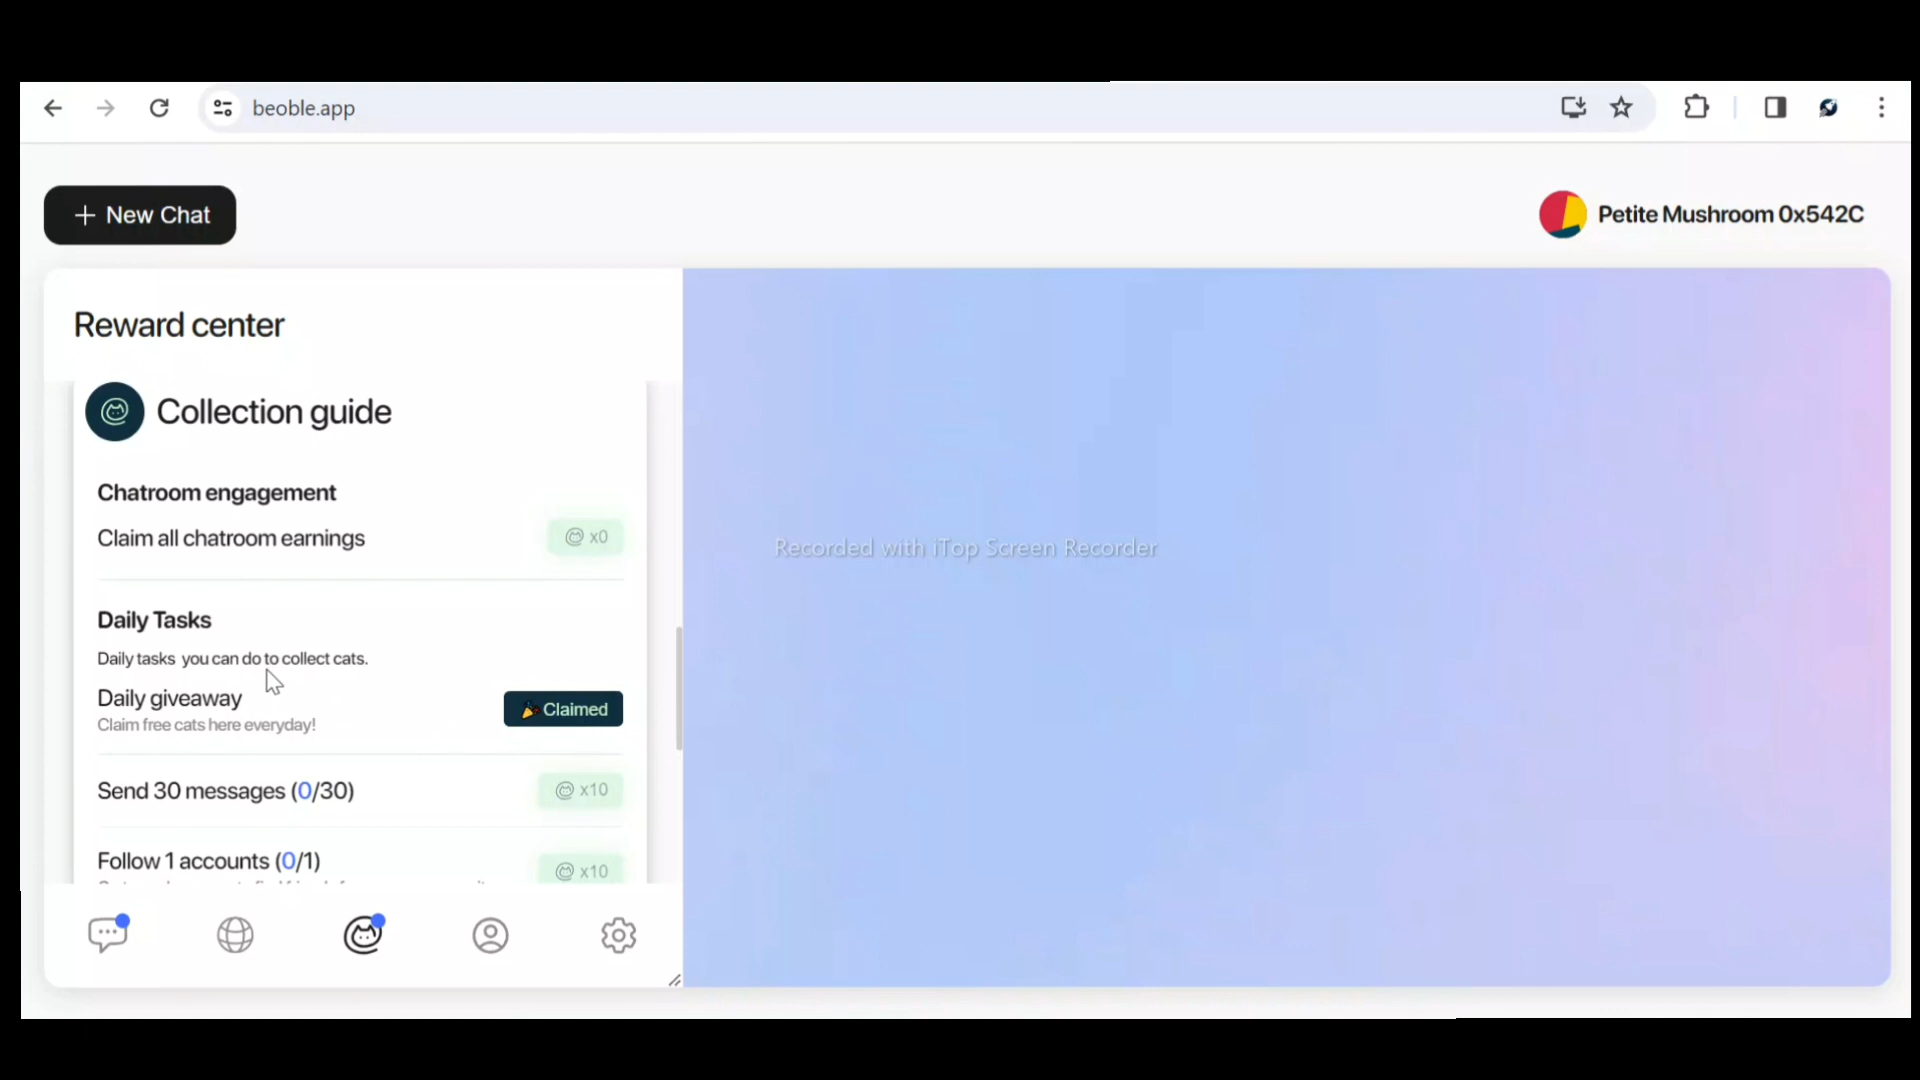 beoble.app
+ New Chat
Petite Mushroom 0x542C
Reward center
Collection guide
Chatroom engagement
Claim all chatroom earnings
x0
Daily Tasks
Daily tasks you can do to collect cats.
Daily giveaway
Claimed
Claim free cats here everyday!
Send 30 messages (0/30)
x10
Follow 1 accounts (0/1)
x10
Recorded with iTop Screen Recorder